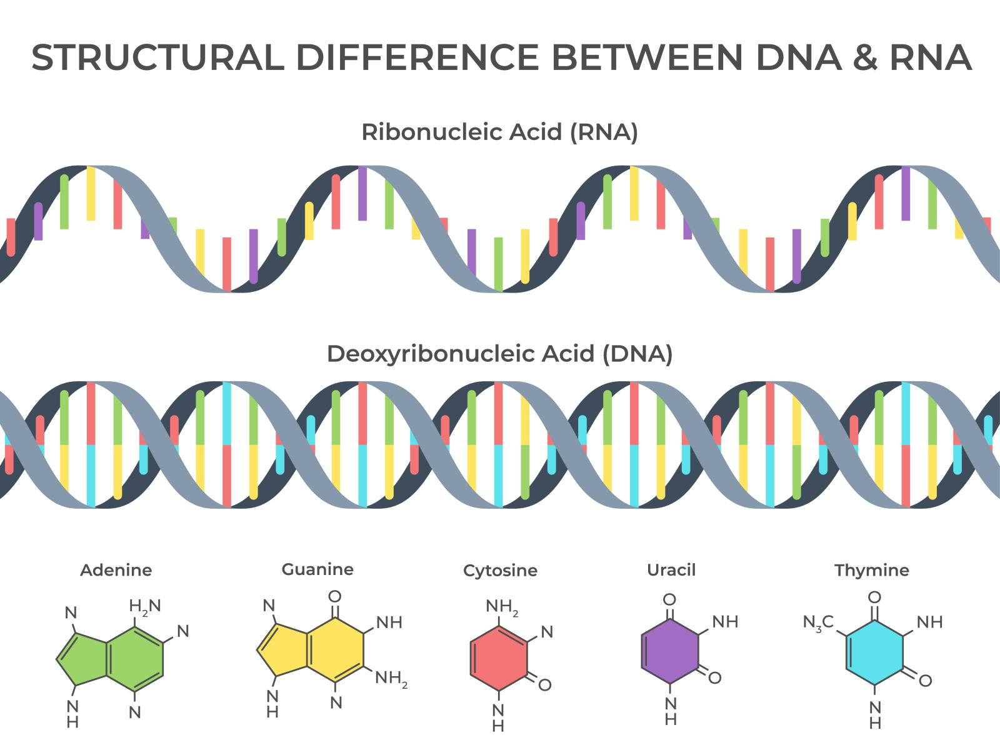 STRUCTURAL DIFFERENCE BETWEEN DNA & RNA
Ribonucleic Acid (RNA)
Deoxyribonucleic Acid (DNA)
Adenine
N
H₂N
N
N
H
N
Guanine
O
N
NH
NH₂
N
H
N
Cytosine
NH₂
N
O
N
H
Uracil
O
NH
O
N
H
Thymine
O
N₃C
NH
O
N
H